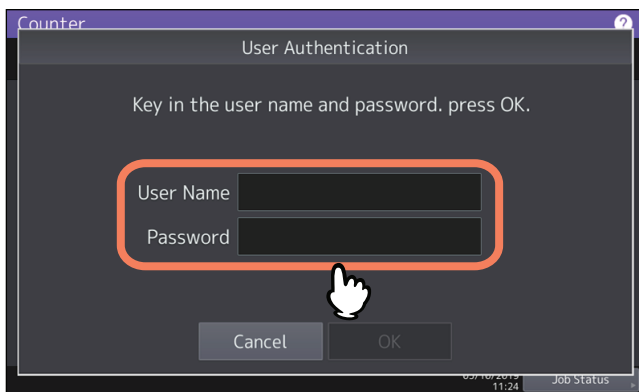 Counter
?
User Authentication
Key in the user name and password. press OK.
User Name
Password
Cancel
OK
11:24
Job Status